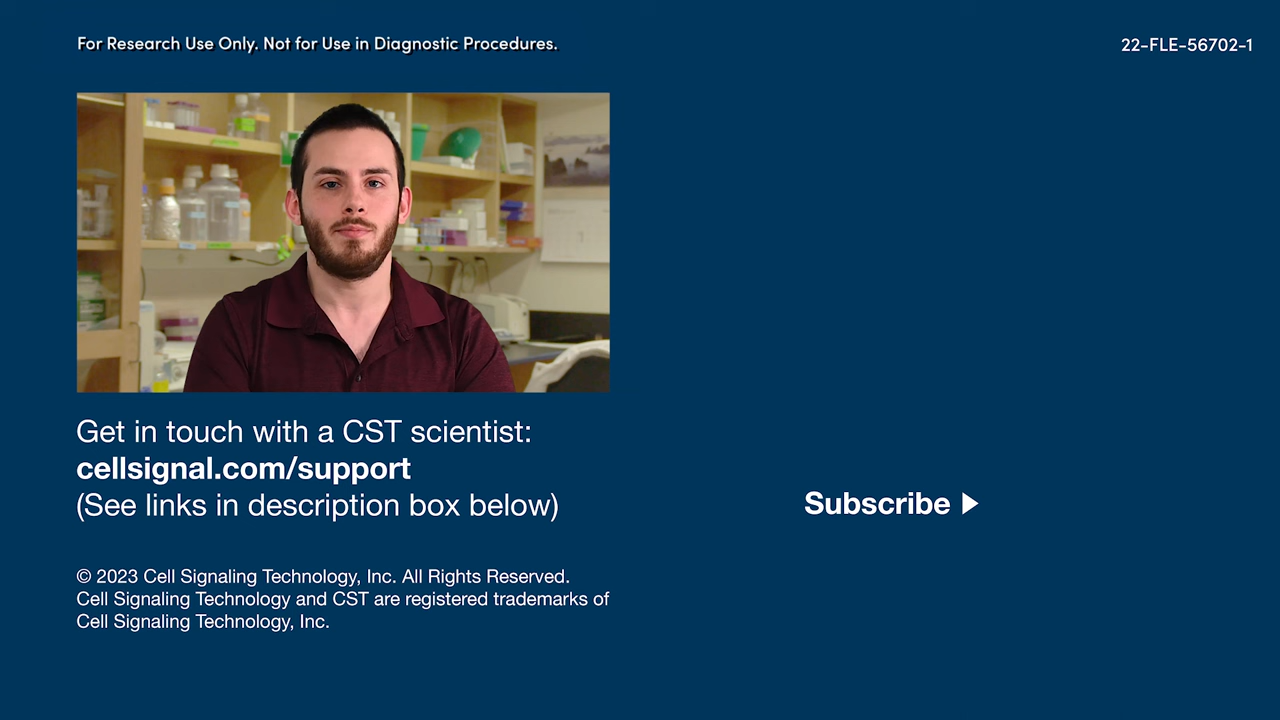 For Research Use Only. Not for Use in Diagnostic Procedures.
22-FLE-56702-1
Get in touch with a CST scientist:
cellsignal.com/support
(See links in description box below)
Subscribe
© 2023 Cell Signaling Technology, Inc. All Rights Reserved.
Cell Signaling Technology and CST are registered trademarks of
Cell Signaling Technology, Inc.